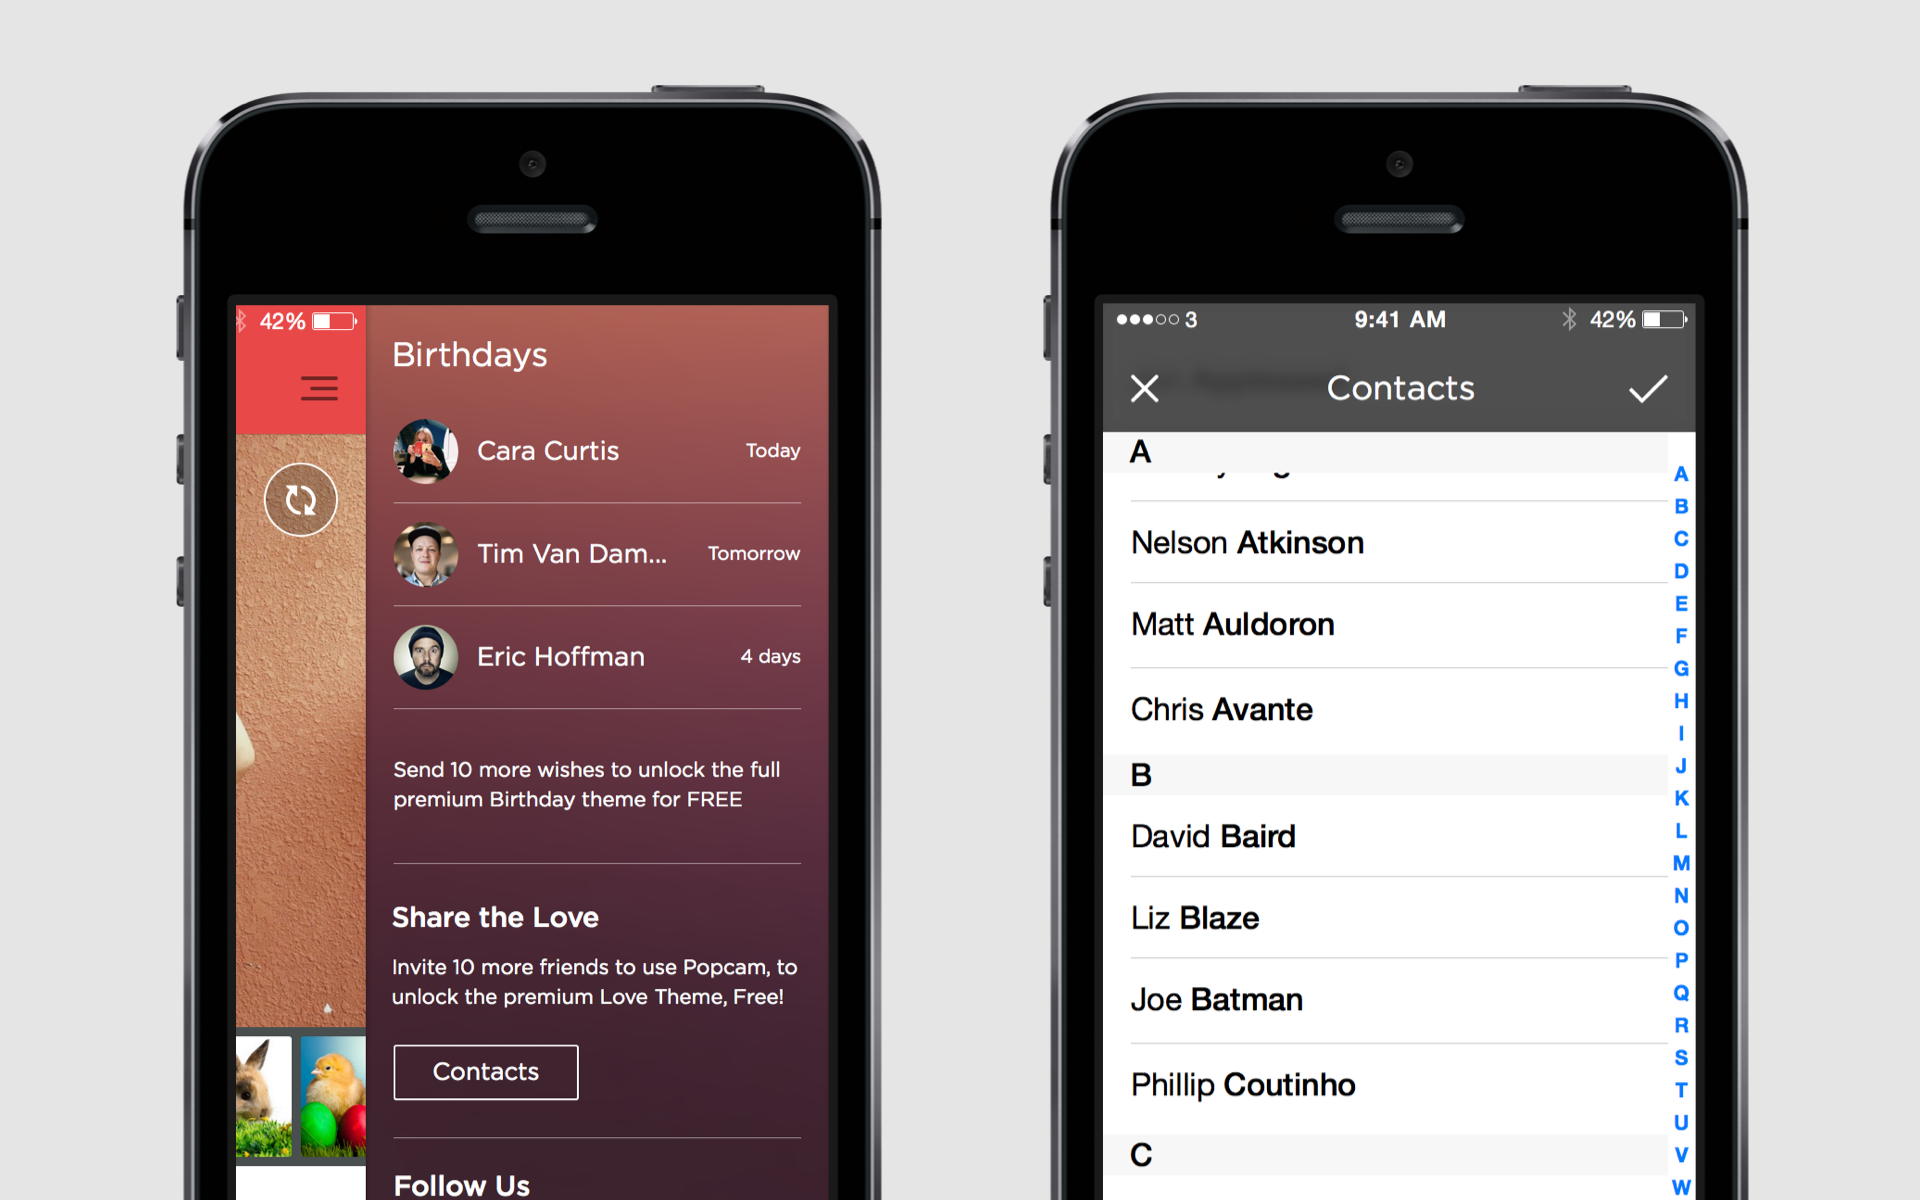 42%
Birthdays
Cara Curtis Today
Tim Van Dam... Tomorrow
Eric Hoffman 4 days
Send 10 more wishes to unlock the full
premium Birthday theme for FREE
Share the Love
Invite 10 more friends to use Popcam, to
unlock the premium Love Theme, Free!
Contacts
Follow Us
3 9:41 AM 42%
Contacts
A
Nelson Atkinson
Matt Auldoron
Chris Avante
B
David Baird
Liz Blaze
Joe Batman
Phillip Coutinho
C
A
B
C
D
E
F
G
H
I
J
K
L
M
N
O
P
Q
R
S
T
U
V
W